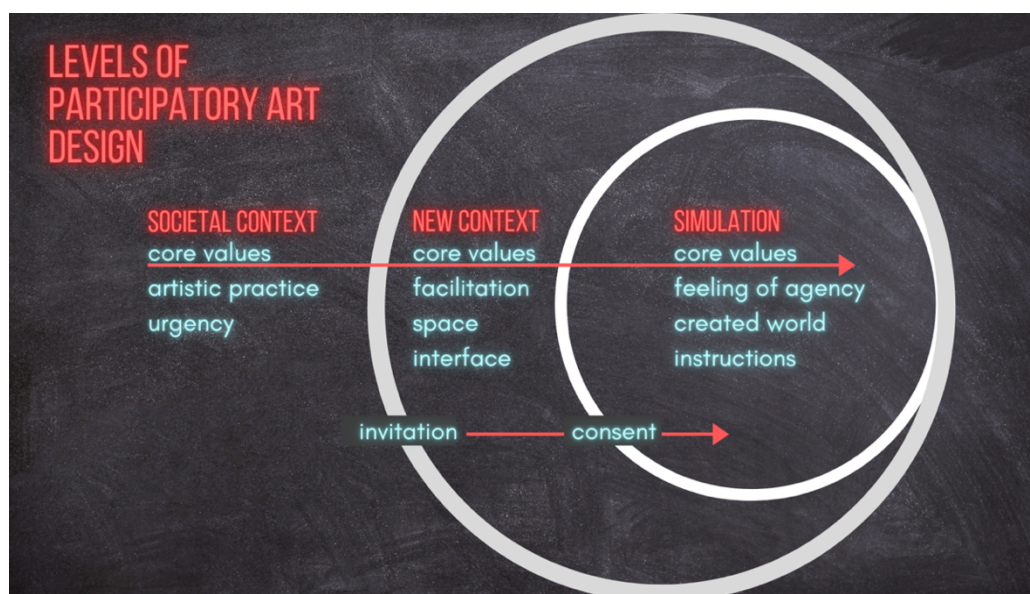 LEVELS OF
PARTICIPATORY ART
DESIGN
SOCIETAL CONTEXT
core values
artistic practice
urgency
NEW CONTEXT
core values
facilitation
space
interface
SIMULATION
core values
feeling of agency
created world
instructions
invitation
consent